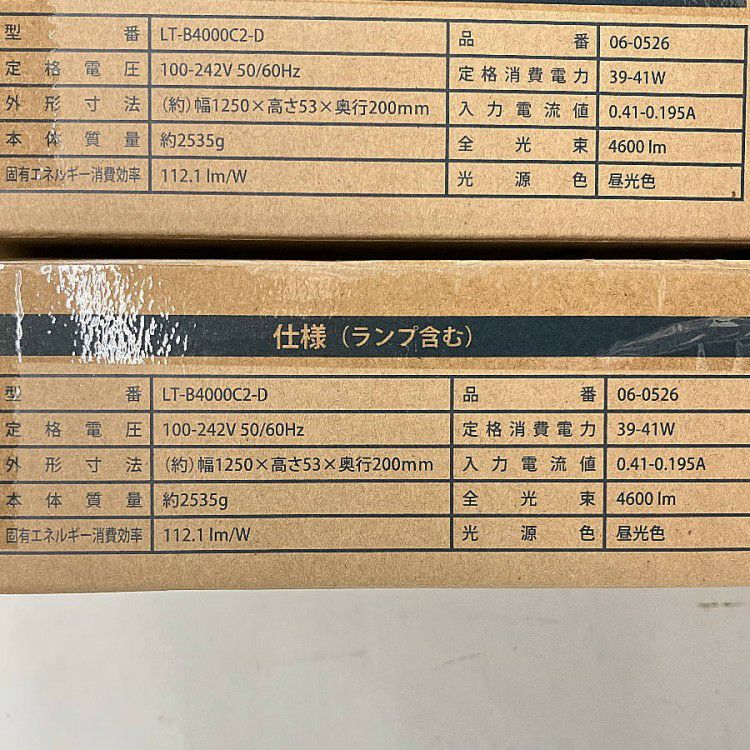 型番 LT-B4000C2-D 品番 06-0526
定格電圧 100-242V 50/60Hz 定格消費電力 39-41W
外形寸法 (約)幅1250×高さ53×奥行200mm 入力電流値 0.41-0.195A
本体質量 約2535g 全光束 4600 lm
固有エネルギー消費効率 112.1 lm/W 光源色 昼光色
仕様（ランプ含む）
型番 LT-B4000C2-D 品番 06-0526
定格電圧 100-242V 50/60Hz 定格消費電力 39-41W
外形寸法 (約)幅1250×高さ53×奥行200mm 入力電流値 0.41-0.195A
本体質量 約2535g 全光束 4600 lm
固有エネルギー消費効率 112.1 lm/W 光源色 昼光色